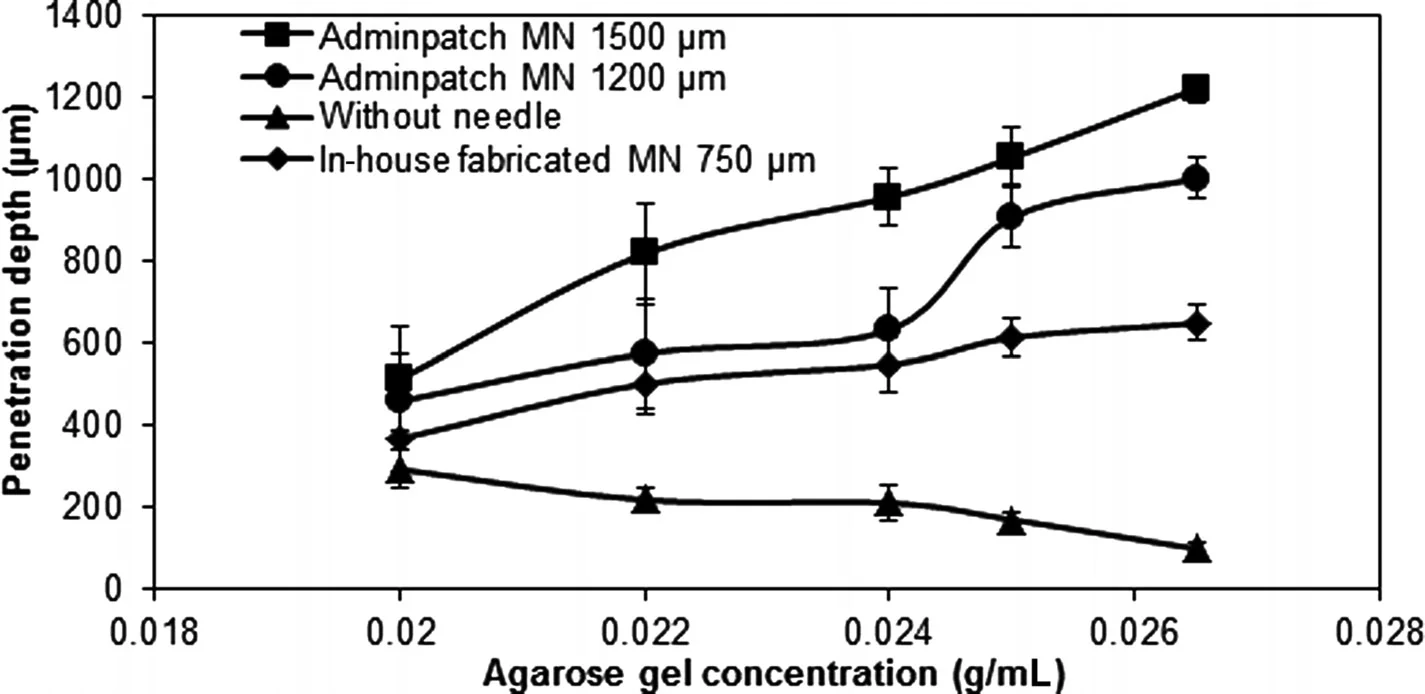 1400
1200
1000
800
600
400
200
0
Penetration depth (µm)
Adminpatch MN 1500 µm
Adminpatch MN 1200 µm
Without needle
In-house fabricated MN 750 µm
0.018 0.02 0.022 0.024 0.026 0.028
Agarose gel concentration (g/mL)